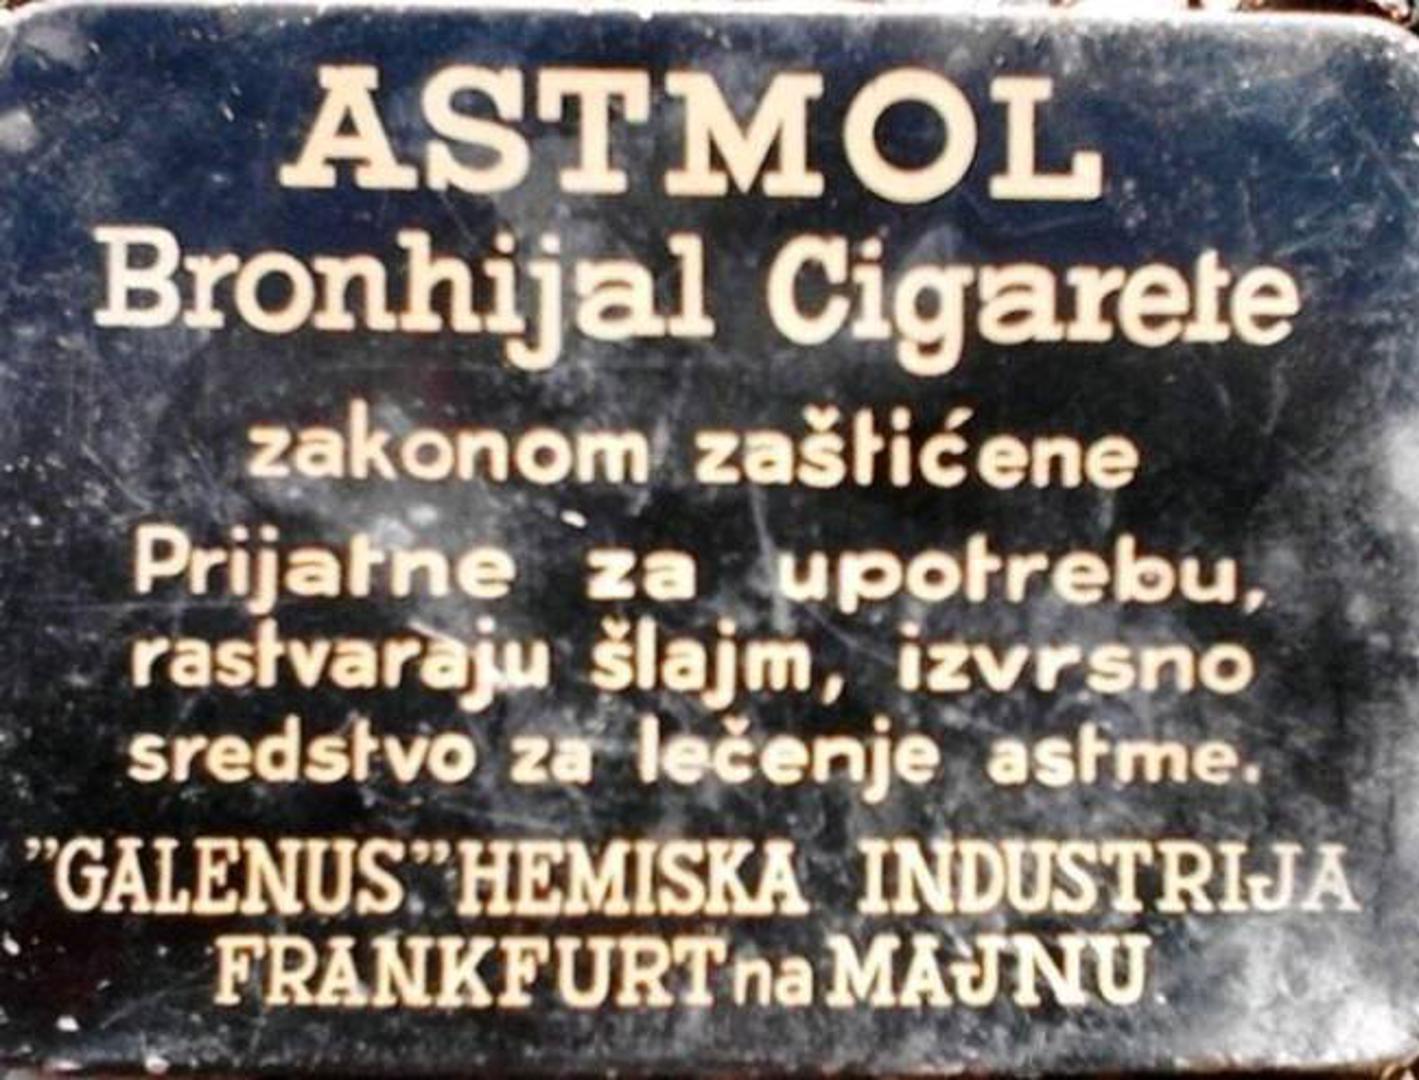 ASTMOL
Bronhijal Cigarete
zakonom zaštićene
Prijatne za upotrebu,
rastvaraju šlajm, izvrsno
sredstvo za lečenje astme.
”GALENUS” HEMISKA INDUSTRIJA
FRANKFURT na MAJNU